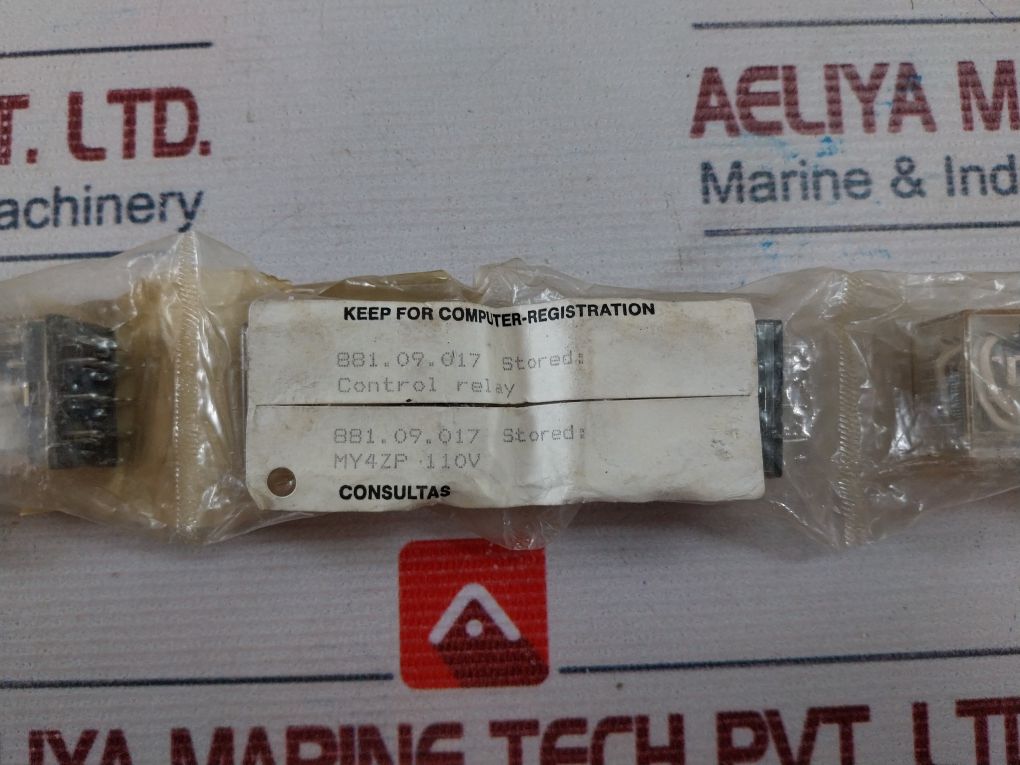 T. LTD.
AELIYA M
achinery
Marine & Ind
KEEP FOR COMPUTER-REGISTRATION
881.09.017 Stored:
Control relay
881.09.017 Stored:
MY4ZP 110V
CONSULTAS
IYA MARINE TECH PVT. LT